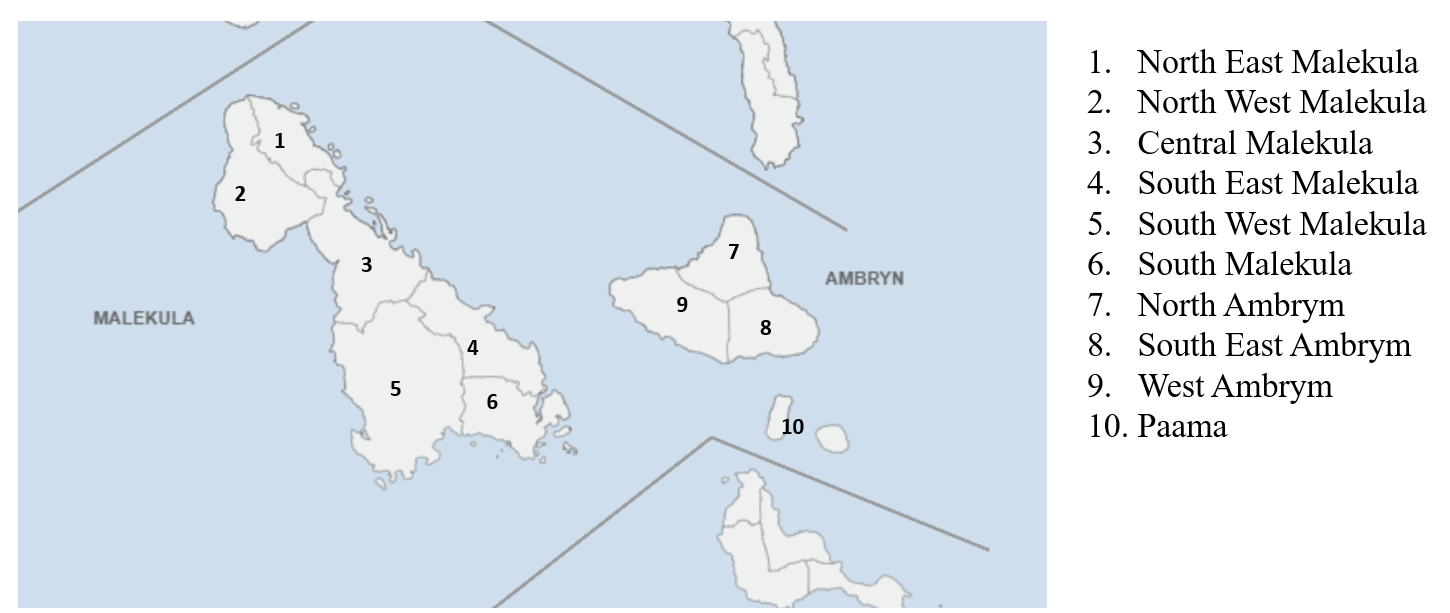 1
2
3
4
5
6
7
8
9
10
MALEKULA
AMBRYN
1. North East Malekula
2. North West Malekula
3. Central Malekula
4. South East Malekula
5. South West Malekula
6. South Malekula
7. North Ambrym
8. South East Ambrym
9. West Ambrym
10. Paama